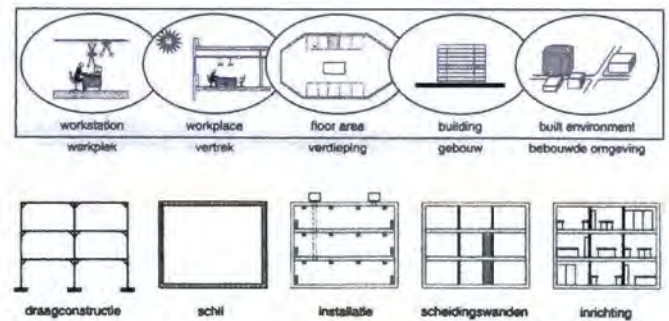 workstation workplace floor area building built environment
werkplek vertrek verdieping gebouw bebouwde omgeving
draagconstructie schil installatie scheidingswanden inrichting